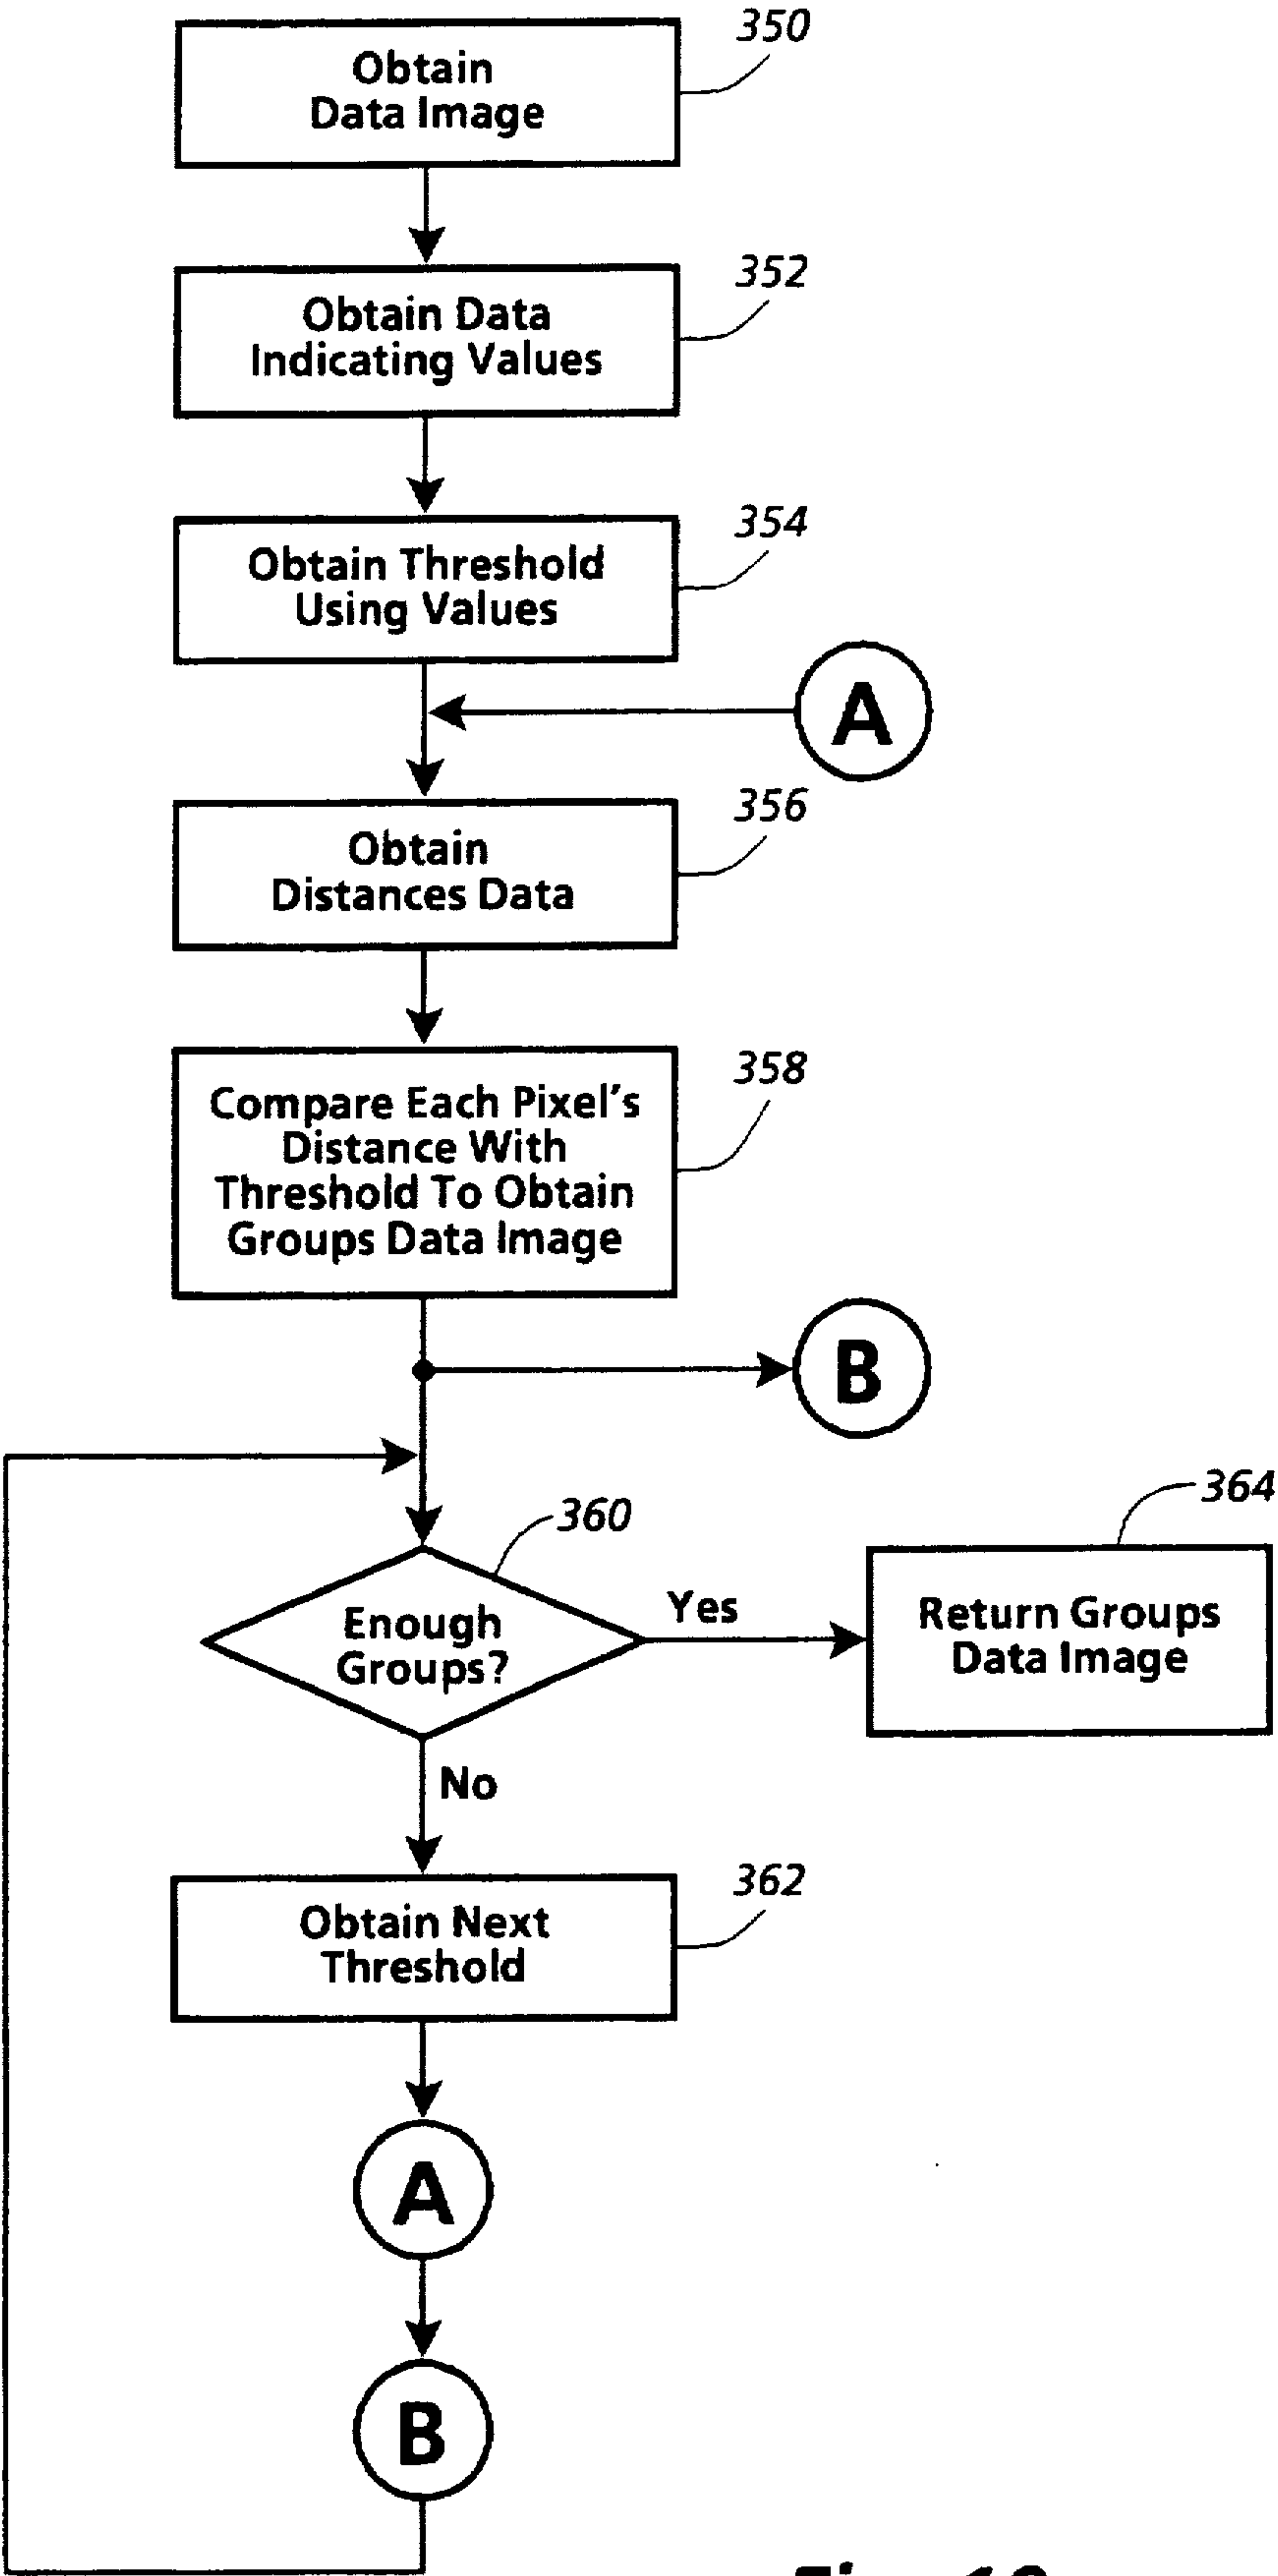 350
Obtain
Data Image
352
Obtain Data
Indicating Values
354
Obtain Threshold
Using Values
A
356
Obtain
Distances Data
358
Compare Each Pixel's
Distance With
Threshold To Obtain
Groups Data Image
B
360
Enough
Groups?
Yes
364
Return Groups
Data Image
No
362
Obtain Next
Threshold
A
B